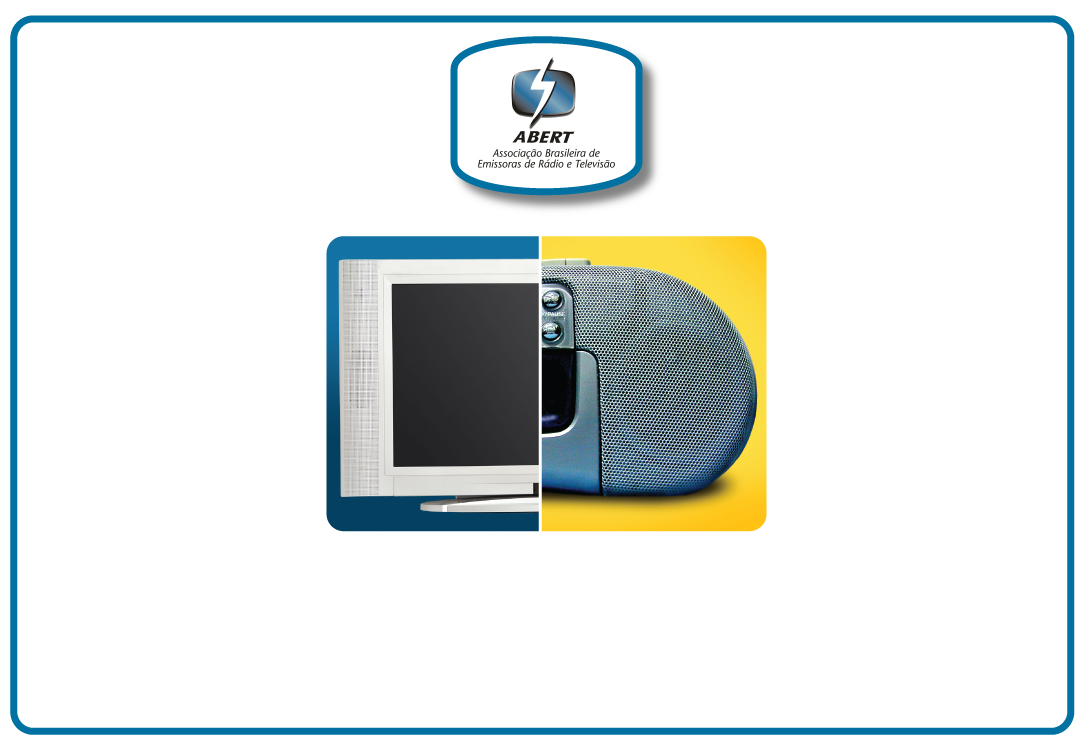 ABERT
Associação Brasileira de
Emissoras de Rádio e Televisão